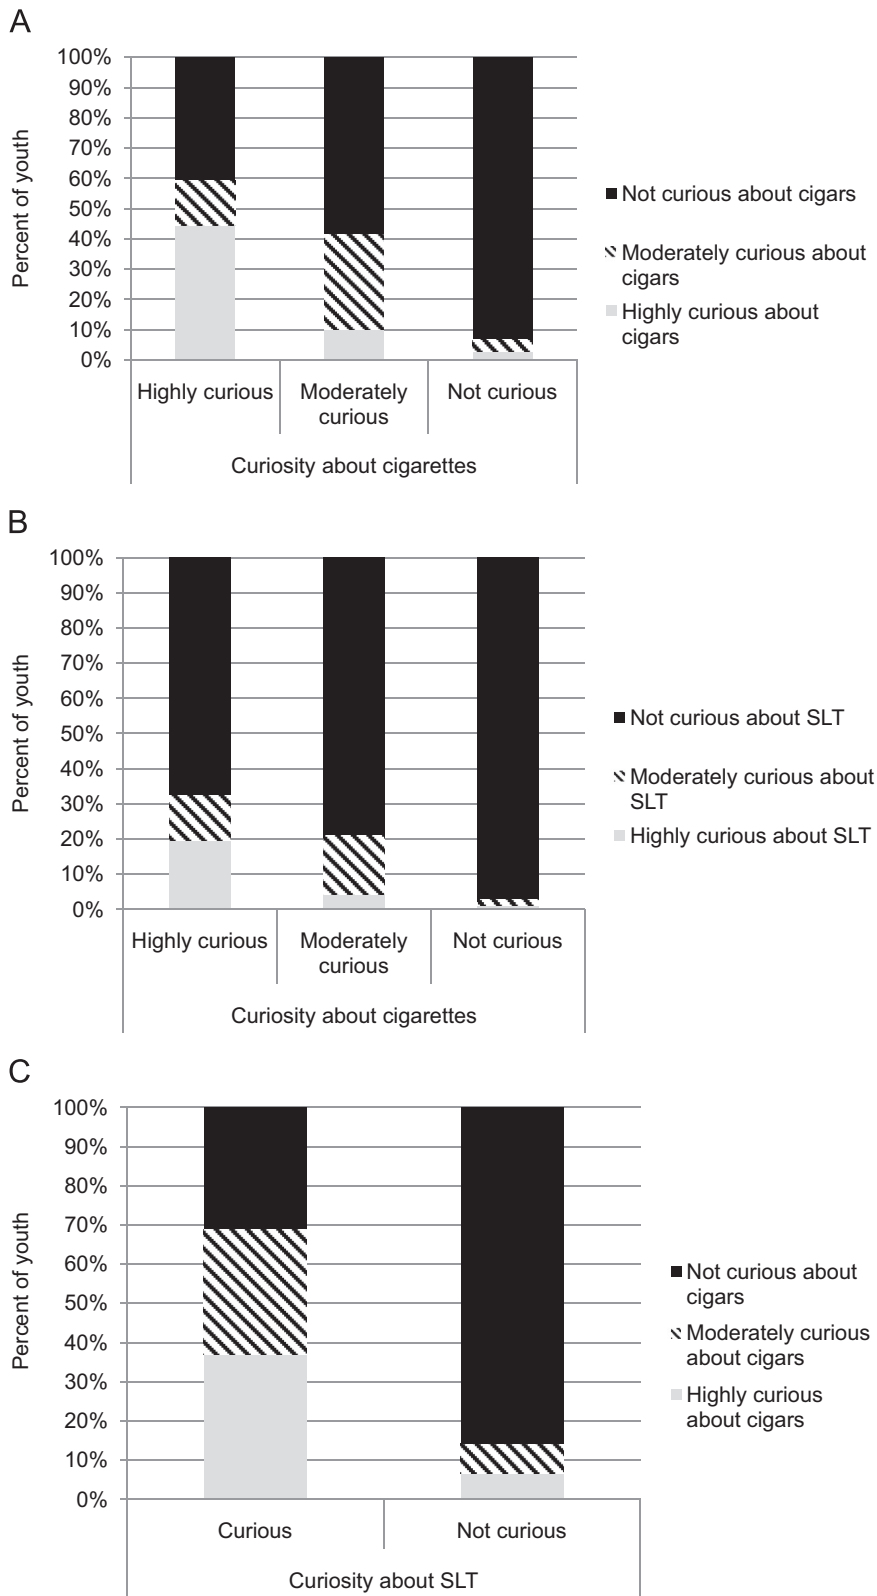 A
100%
90%
80%
70%
60%
50%
40%
30%
20%
10%
0%
Percent of youth
Highly curious
Moderately
curious
Not curious
Curiosity about cigarettes
Not curious about cigars
Moderately curious about
cigars
Highly curious about
cigars
B
100%
90%
80%
70%
60%
50%
40%
30%
20%
10%
0%
Percent of youth
Highly curious
Moderately
curious
Not curious
Curiosity about cigarettes
Not curious about SLT
Moderately curious about
SLT
Highly curious about SLT
C
100%
90%
80%
70%
60%
50%
40%
30%
20%
10%
0%
Percent of youth
Curious
Not curious
Curiosity about SLT
Not curious about
cigars
Moderately curious
about cigars
Highly curious
about cigars